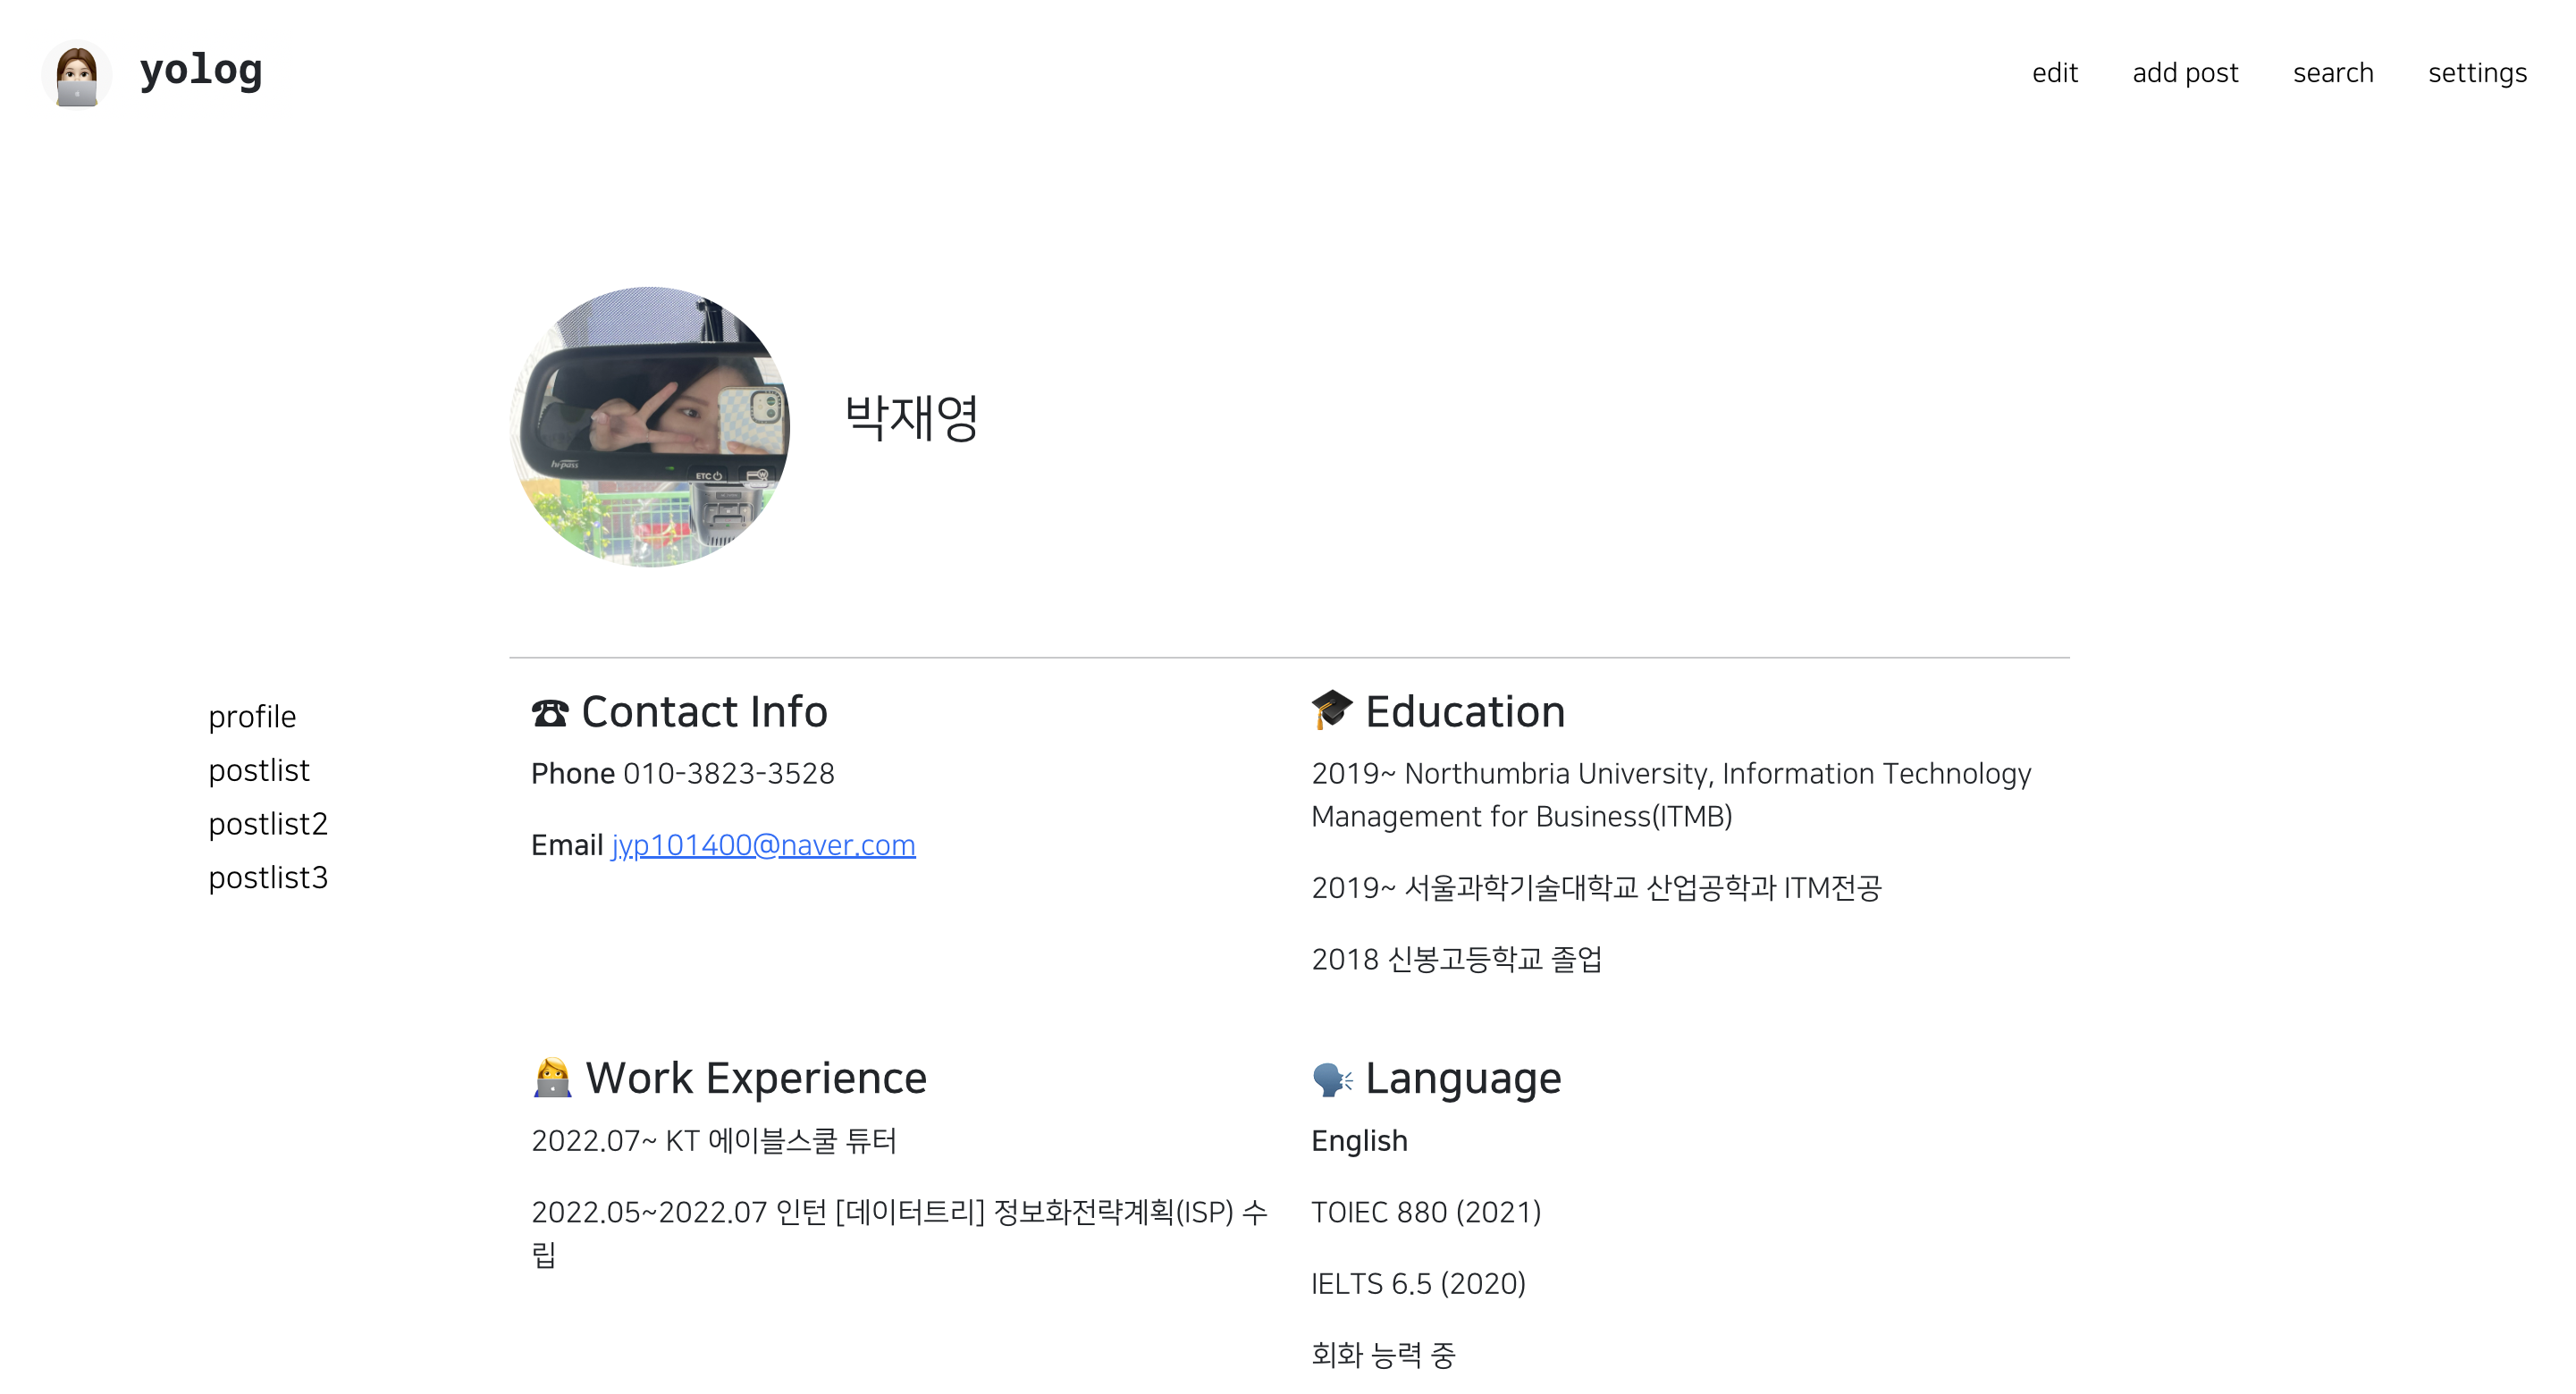 yolog
edit add post search settings
hi-pass
ETC
박재영
profile
postlist
postlist2
postlist3
☎ Contact Info
Phone 010-3823-3528
Email jyp101400@naver.com
🎓 Education
2019~ Northumbria University, Information Technology
Management for Business(ITMB)
2019~ 서울과학기술대학교 산업공학과 ITM전공
2018 신봉고등학교 졸업
👩‍💻 Work Experience
2022.07~ KT 에이블스쿨 튜터
2022.05~2022.07 인턴 [데이터트리] 정보화전략계획(ISP) 수
립
🗣 Language
English
TOIEC 880 (2021)
IELTS 6.5 (2020)
회화 능력 중